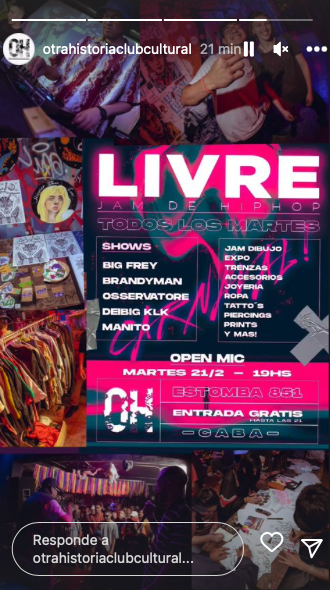 otrahistoriaclubcultural 21 min
LIVRE
JAM DE HIPHOP
TODOS LOS MARTES
SHOWS
BIG FREY
BRANDYMAN
OSSERVATORE
DEIBIG KLK
MANITO
JAM DIBUJO
EXPO
TRENZAS
ACCESORIOS
JOYERIA
ROPA
TATTO´S
PIERCINGS
PRINTS
Y MAS!
CARNAVAL!
OPEN MIC
MARTES 21/2 — 19HS
OH
ESTOMBA 851
ENTRADA GRATIS
HASTA LAS 21
—CABA—
Responde a
otrahistoriaclubcultural...